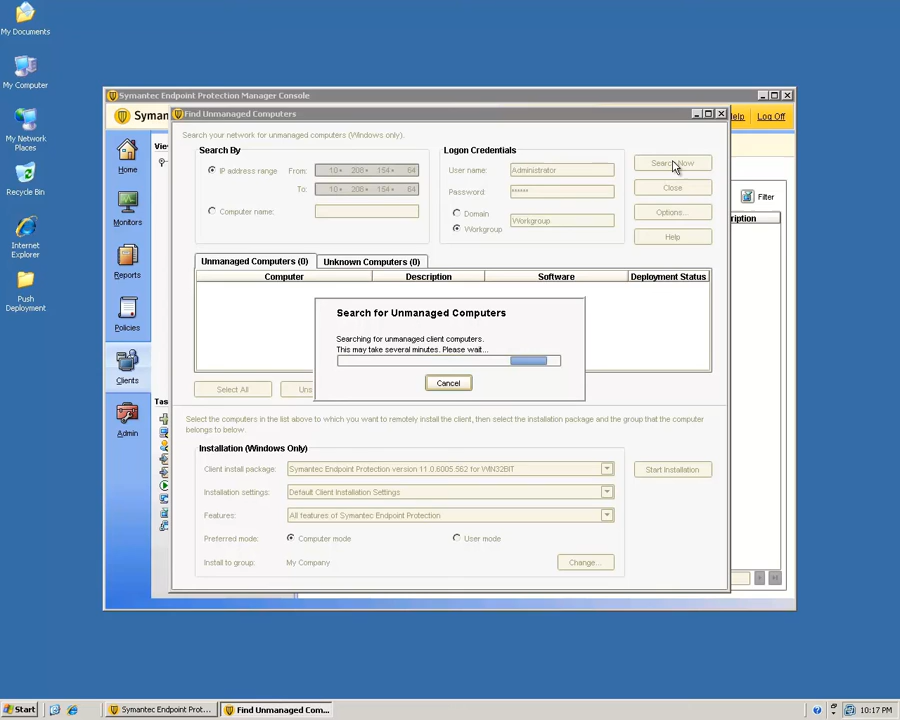 My Documents
My Computer
My Network
Places
Recycle Bin
Internet
Explorer
Push
Deployment
Symantec Endpoint Protection Manager Console
Log Off
Home
Monitors
Reports
Policies
Clients
Admin
Filter
Find Unmanaged Computers
Search your network for unmanaged computers (Windows only).
Search By
IP address range From: 10 . 208 . 154 . 64
To: 10 . 208 . 154 . 64
Computer name:
Logon Credentials
User name: Administrator
Password: ******
Domain
Workgroup
Workgroup
Search Now
Close
Options...
Help
Unmanaged Computers (0) Unknown Computers (0)
Computer Description Software Deployment Status
Search for Unmanaged Computers
Searching for unmanaged client computers.
This may take several minutes. Please wait...
Cancel
Select All
Select the computers in the list above to which you want to remotely install the client, then select the installation package and the group that the computer
belongs to below.
Installation (Windows Only)
Client install package: Symantec Endpoint Protection version 11.0.6005.562 for WIN32BIT
Start Installation
Installation settings: Default Client Installation Settings
Features: All features of Symantec Endpoint Protection
Preferred mode: Computer mode User mode
Install to group: My Company Change...
Start Symantec Endpoint Prot... Find Unmanaged Com... 10:17 PM